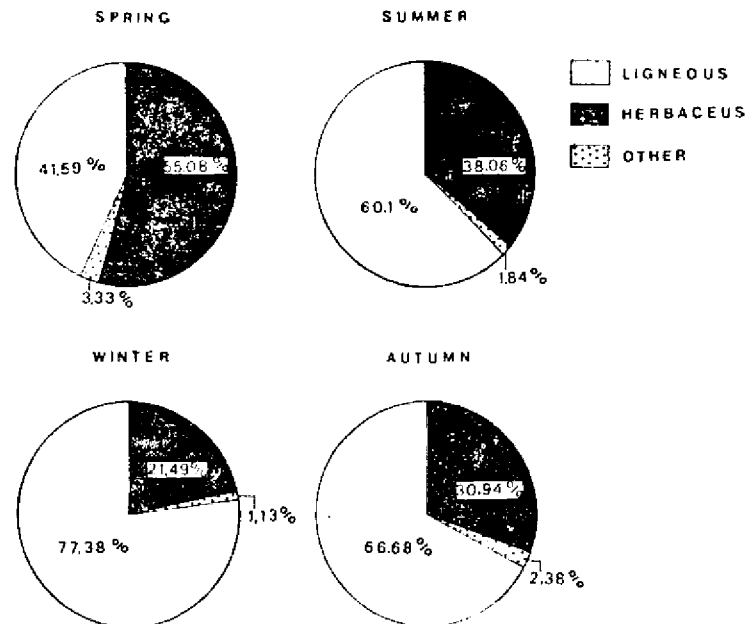 SPRING
SUMMER
LIGNEOUS
HERBACEUS
OTHER
41,59 %
55.08 %
3,33 %
60.1 %
38.06 %
1,84 %
WINTER
AUTUMN
21,49 %
1,13 %
77,38 %
30.94 %
66.68 %
2,38 %